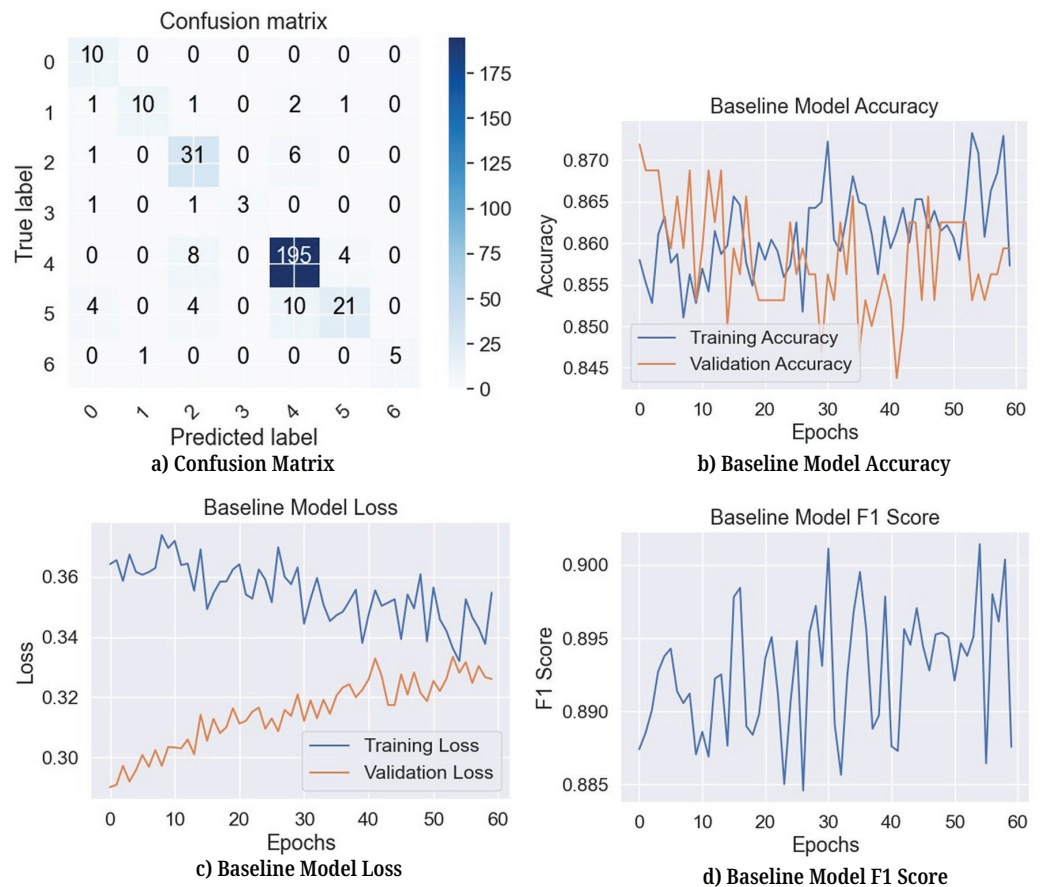 Confusion matrix
0 10 0 0 0 0 0 0
1 1 10 1 0 2 1 0
2 1 0 31 0 6 0 0
3 1 0 1 3 0 0 0
4 0 0 8 0 195 4 0
5 4 0 4 0 10 21 0
6 0 1 0 0 0 0 5
True label
0 1 2 3 4 5 6
Predicted label
175
150
125
100
75
50
25
0
a) Confusion Matrix
Baseline Model Accuracy
0.870
0.865
0.860
0.855
0.850
0.845
Accuracy
Training Accuracy
Validation Accuracy
0 10 20 30 40 50 60
Epochs
b) Baseline Model Accuracy
Baseline Model Loss
0.36
0.34
0.32
0.30
Loss
Training Loss
Validation Loss
0 10 20 30 40 50 60
Epochs
c) Baseline Model Loss
Baseline Model F1 Score
0.900
0.895
0.890
0.885
F1 Score
0 10 20 30 40 50 60
Epochs
d) Baseline Model F1 Score